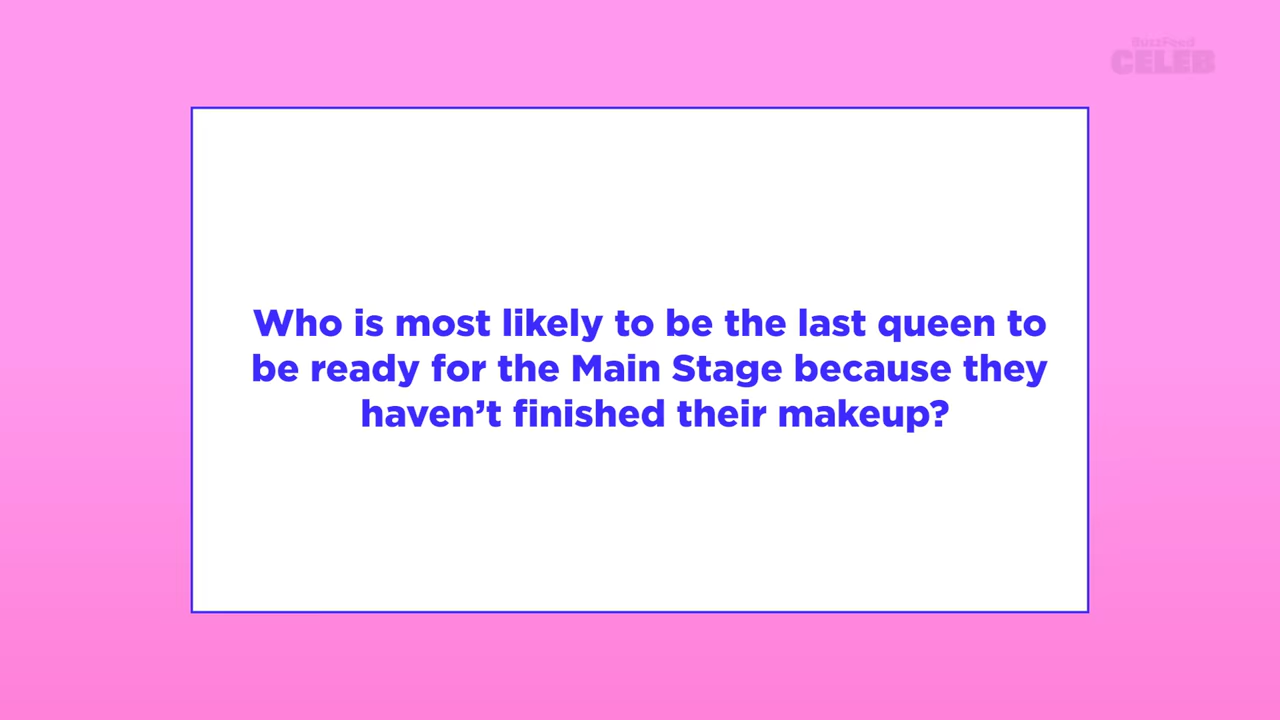 BuzzFeed
CELEB
Who is most likely to be the last queen to
be ready for the Main Stage because they
haven’t finished their makeup?